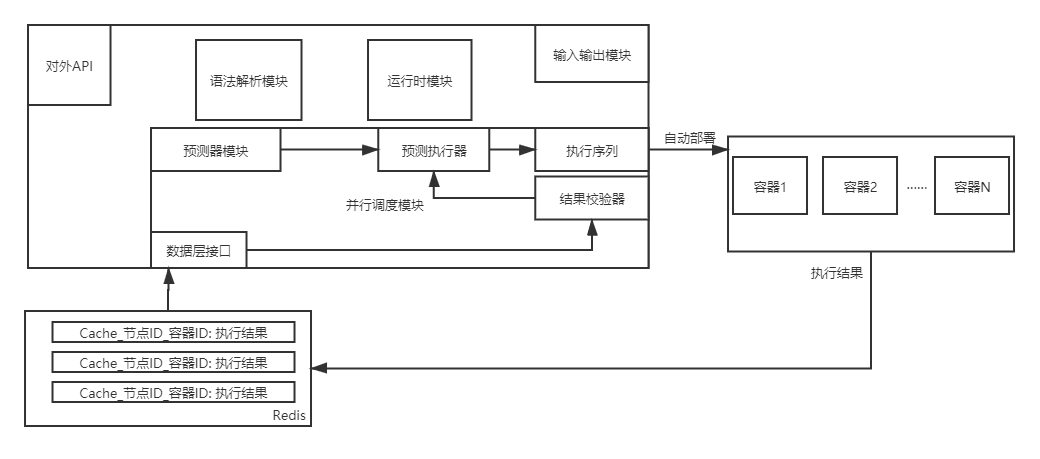 对外API
语法解析模块
运行时模块
输入输出模块
预测器模块
预测执行器
执行序列
自动部署
容器1
容器2
......
容器N
并行调度模块
结果校验器
数据层接口
执行结果
Cache_节点ID_容器ID: 执行结果
Cache_节点ID_容器ID: 执行结果
Cache_节点ID_容器ID: 执行结果
Redis